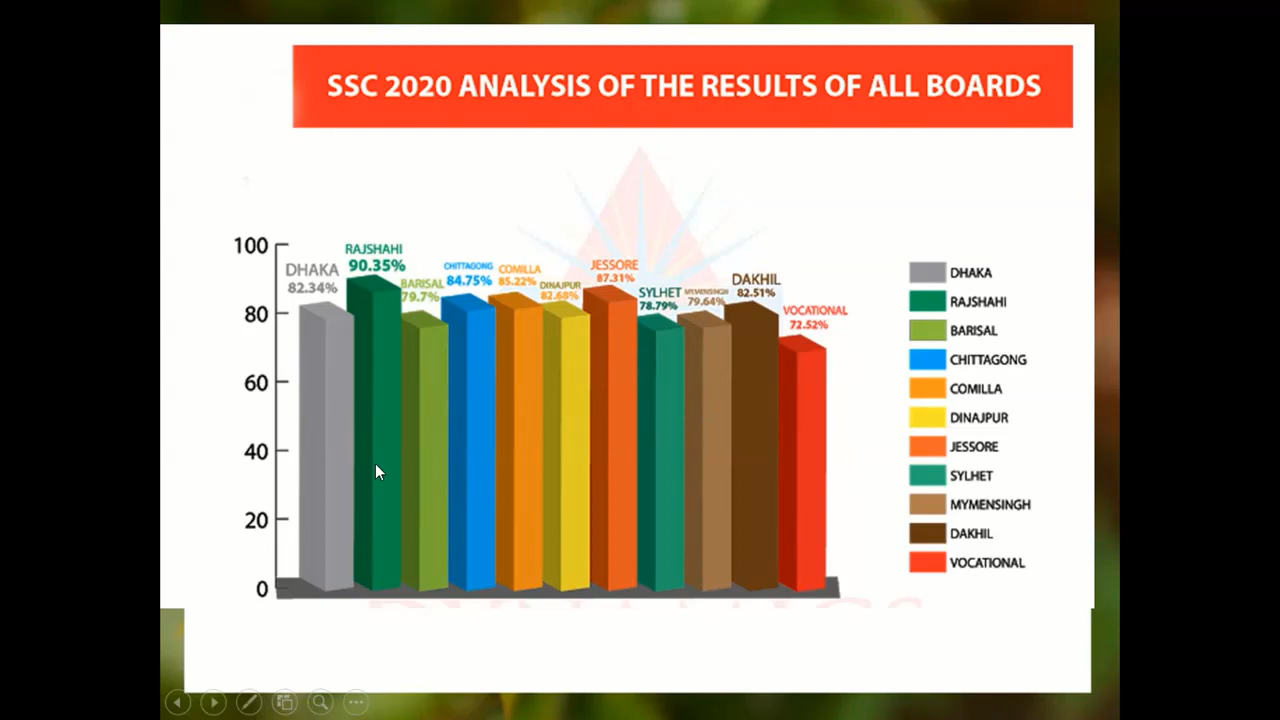 SSC 2020 ANALYSIS OF THE RESULTS OF ALL BOARDS
100
80
60
40
20
0
DHAKA
82.34%
RAJSHAHI
90.35%
BARISAL
79.7%
CHITTAGONG
84.75%
COMILLA
85.22%
DINAJPUR
82.68%
JESSORE
87.31%
SYLHET
78.79%
MYMENSINGH
79.64%
DAKHIL
82.51%
VOCATIONAL
72.52%
DHAKA
RAJSHAHI
BARISAL
CHITTAGONG
COMILLA
DINAJPUR
JESSORE
SYLHET
MYMENSINGH
DAKHIL
VOCATIONAL